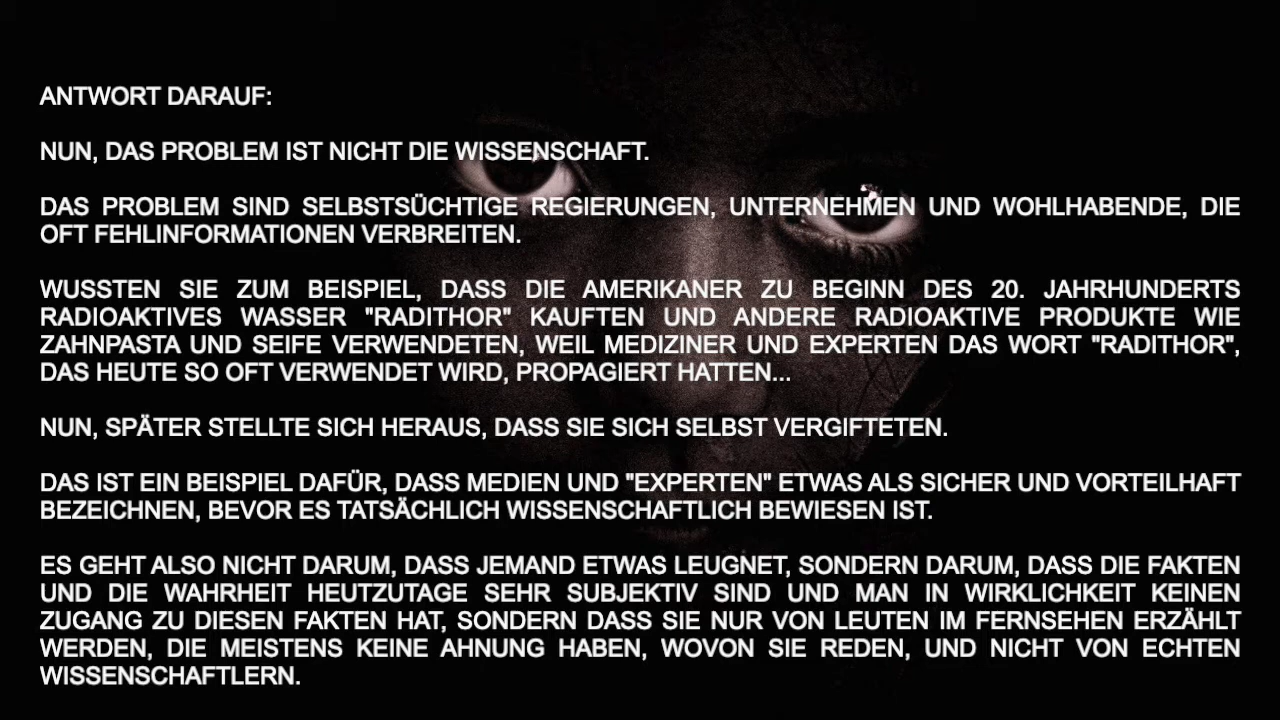 ANTWORT DARAUF:
NUN, DAS PROBLEM IST NICHT DIE WISSENSCHAFT.
DAS PROBLEM SIND SELBSTSÜCHTIGE REGIERUNGEN, UNTERNEHMEN UND WOHLHABENDE, DIE
OFT FEHLINFORMATIONEN VERBREITEN.
WUSSTEN SIE ZUM BEISPIEL, DASS DIE AMERIKANER ZU BEGINN DES 20. JAHRHUNDERTS
RADIOAKTIVES WASSER "RADITHOR" KAUFTEN UND ANDERE RADIOAKTIVE PRODUKTE WIE
ZAHNPASTA UND SEIFE VERWENDETEN, WEIL MEDIZINER UND EXPERTEN DAS WORT "RADITHOR",
DAS HEUTE SO OFT VERWENDET WIRD, PROPAGIERT HATTEN...
NUN, SPÄTER STELLTE SICH HERAUS, DASS SIE SICH SELBST VERGIFTETEN.
DAS IST EIN BEISPIEL DAFÜR, DASS MEDIEN UND "EXPERTEN" ETWAS ALS SICHER UND VORTEILHAFT
BEZEICHNEN, BEVOR ES TATSÄCHLICH WISSENSCHAFTLICH BEWIESEN IST.
ES GEHT ALSO NICHT DARUM, DASS JEMAND ETWAS LEUGNET, SONDERN DARUM, DASS DIE FAKTEN
UND DIE WAHRHEIT HEUTZUTAGE SEHR SUBJEKTIV SIND UND MAN IN WIRKLICHKEIT KEINEN
ZUGANG ZU DIESEN FAKTEN HAT, SONDERN DASS SIE NUR VON LEUTEN IM FERNSEHEN ERZÄHLT
WERDEN, DIE MEISTENS KEINE AHNUNG HABEN, WOVON SIE REDEN, UND NICHT VON ECHTEN
WISSENSCHAFTLERN.